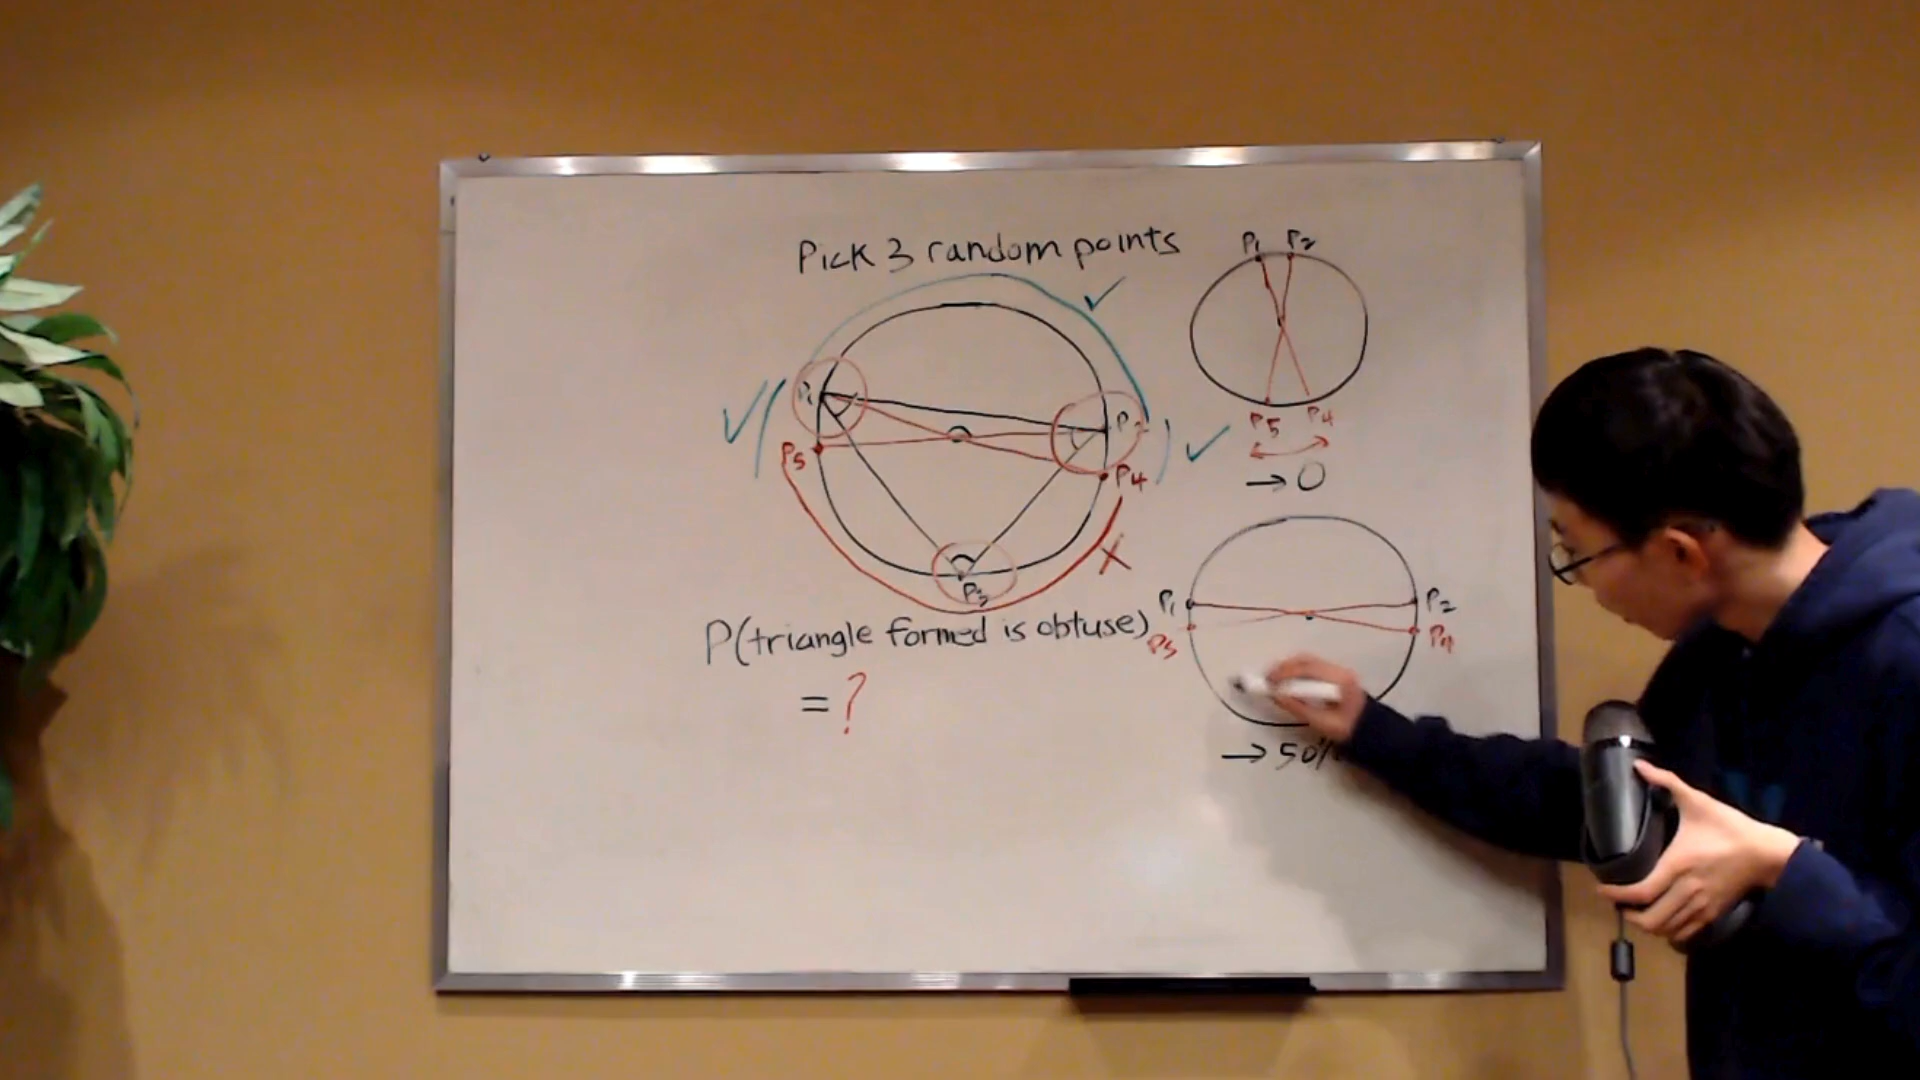 Pick 3 random points
P1 P2
✓
P1
P2
✓
✓
P5
P4
P5 P4
→ 0
X
P3
P(triangle formed is obtuse)
P1
P2
P5
P4
= ?
→ 50%